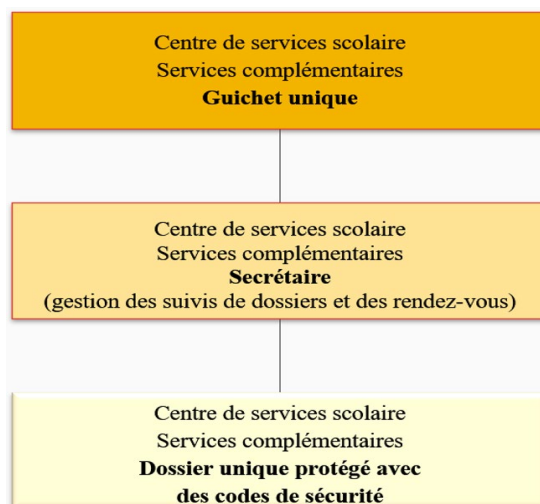 Centre de services scolaire
Services complémentaires
Guichet unique
Centre de services scolaire
Services complémentaires
Secrétaire
(gestion des suivis de dossiers et des rendez-vous)
Centre de services scolaire
Services complémentaires
Dossier unique protégé avec
des codes de sécurité